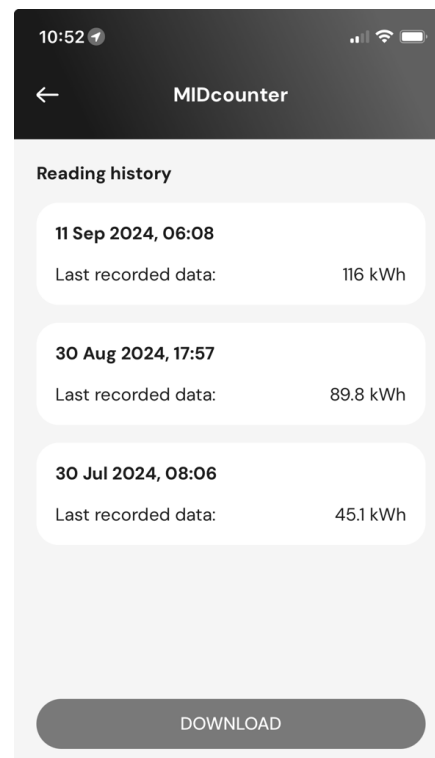 10:52
MIDcounter
Reading history
11 Sep 2024, 06:08
Last recorded data: 116 kWh
30 Aug 2024, 17:57
Last recorded data: 89.8 kWh
30 Jul 2024, 08:06
Last recorded data: 45.1 kWh
DOWNLOAD